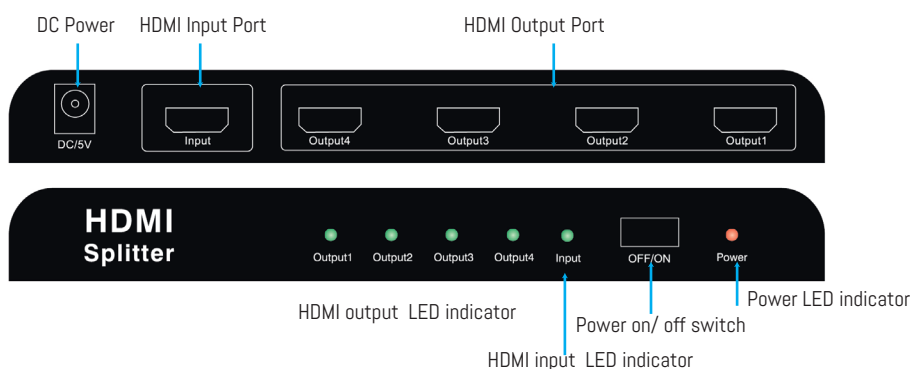 DC Power HDMI Input Port HDMI Output Port
DC/5V Input Output4 Output3 Output2 Output1
HDMI
Splitter
Output1 Output2 Output3 Output4 Input OFF/ON Power
HDMI output LED indicator
Power LED indicator
Power on/ off switch
HDMI input LED indicator